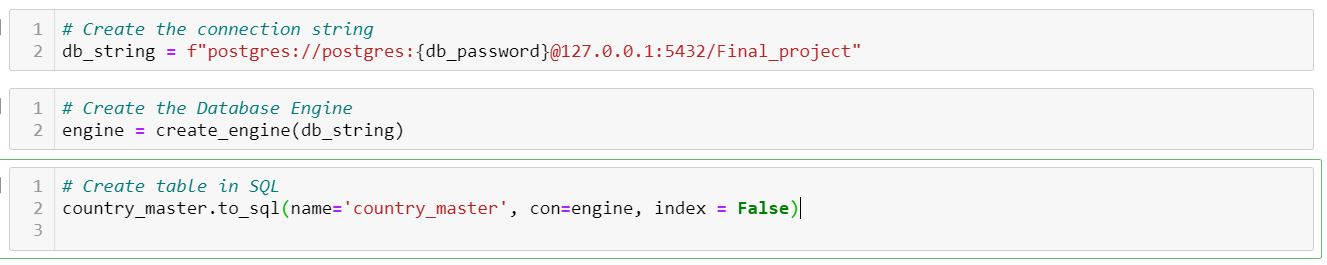 1 # Create the connection string
2 db_string = f"postgres://postgres:{db_password}@127.0.0.1:5432/Final_project"
1 # Create the Database Engine
2 engine = create_engine(db_string)
1 # Create table in SQL
2 country_master.to_sql(name='country_master', con=engine, index = False)
3